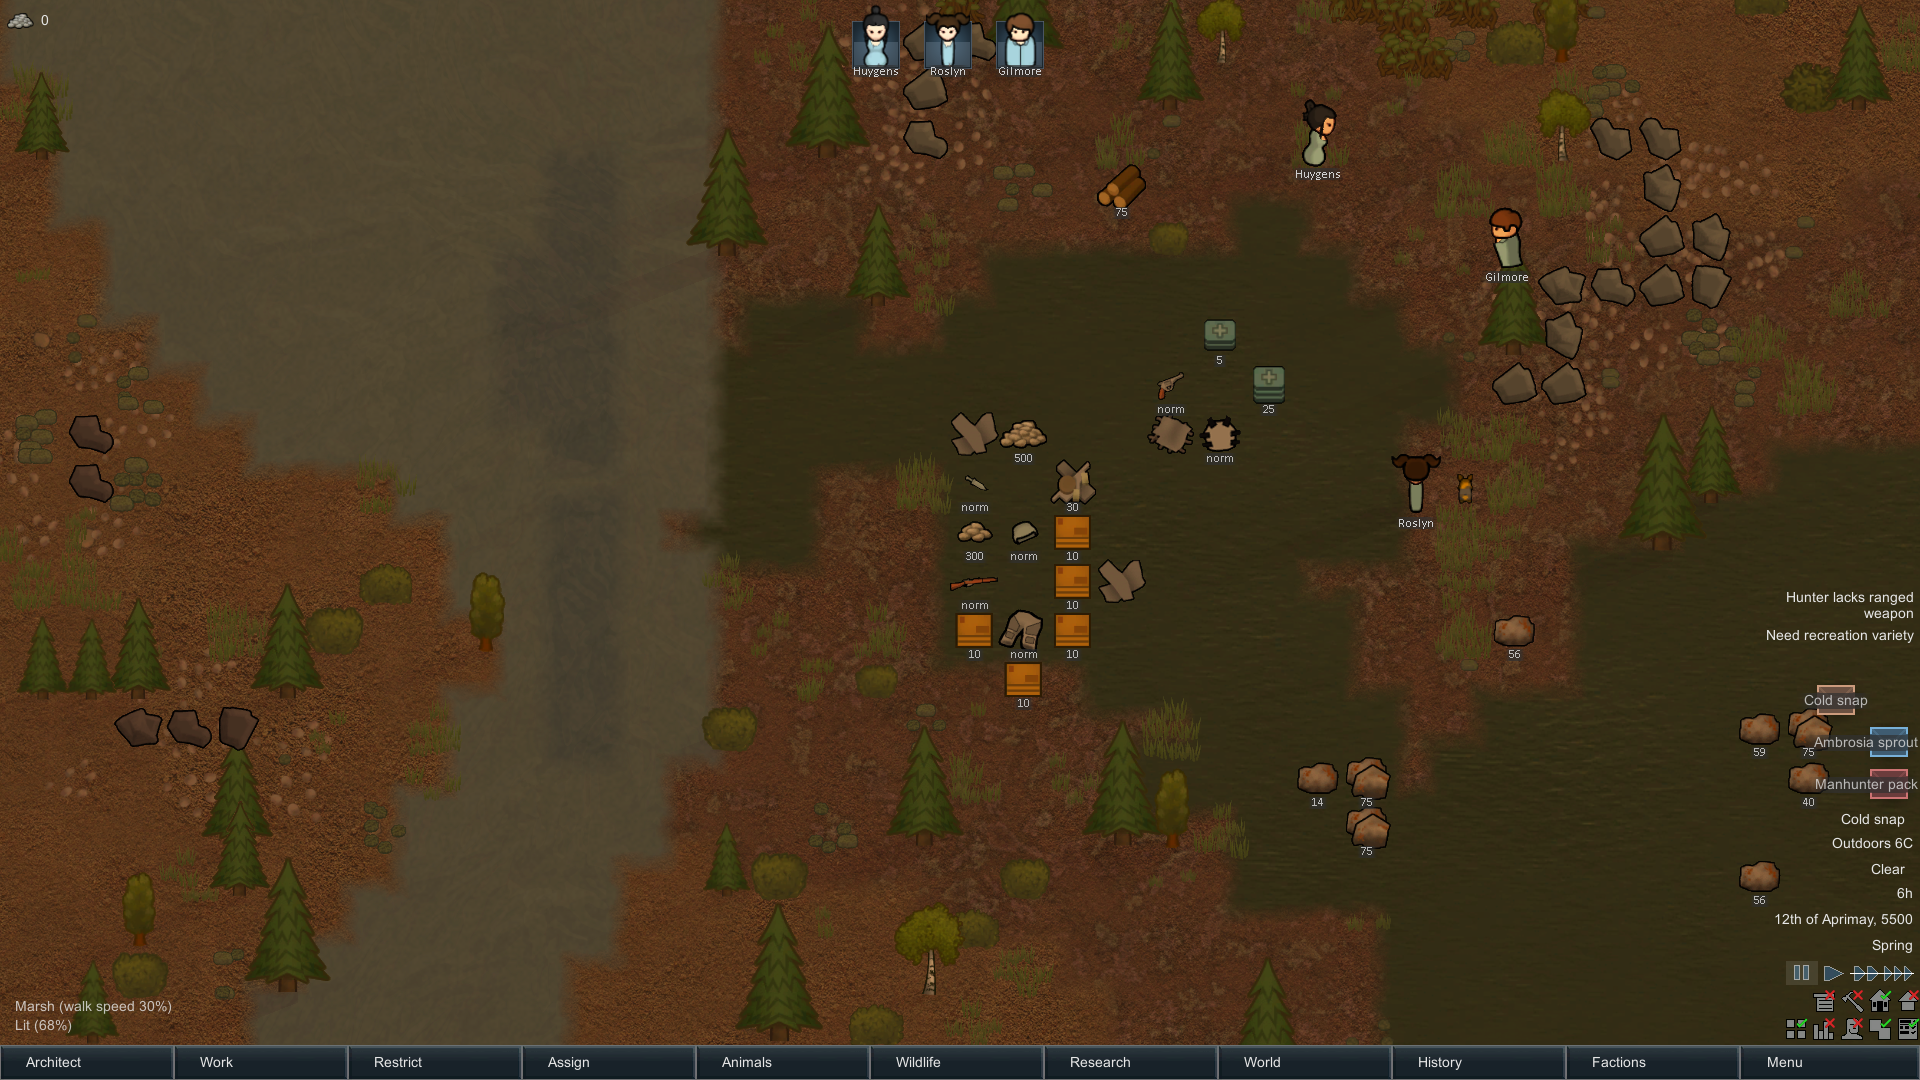 0
Huygens
Roslyn
Gilmore
Huygens
75
Gilmore
5
norm
25
500
norm
norm
30
Roslyn
300
norm
10
norm
10
10
norm
10
10
56
Hunter lacks ranged
weapon
Need recreation variety
Cold snap
59
75
Ambrosia sprout
14
75
40
Manhunter pack
Cold snap
Outdoors 6C
75
Clear
6h
56
12th of Aprimay, 5500
Spring
Marsh (walk speed 30%)
Lit (68%)
Architect
Work
Restrict
Assign
Animals
Wildlife
Research
World
History
Factions
Menu